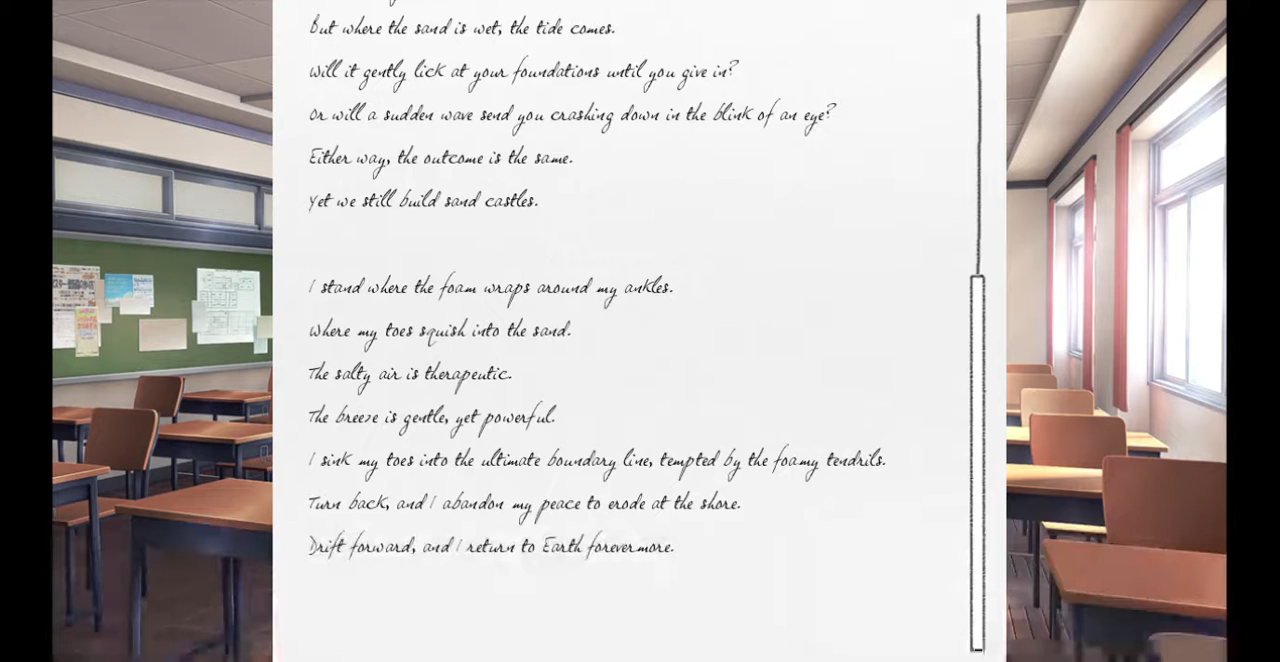 But where the sand is wet, the tide comes.
Will it gently lick at your foundations until you give in?
Or will a sudden wave send you crashing down in the blink of an eye?
Either way, the outcome is the same.
Yet we still build sand castles.
I stand where the foam wraps around my ankles.
Where my toes squish into the sand.
The salty air is therapeutic.
The breeze is gentle, yet powerful.
I sink my toes into the ultimate boundary line, tempted by the foamy tendrils.
Turn back, and I abandon my peace to erode at the shore.
Drift forward, and I return to Earth forevermore.